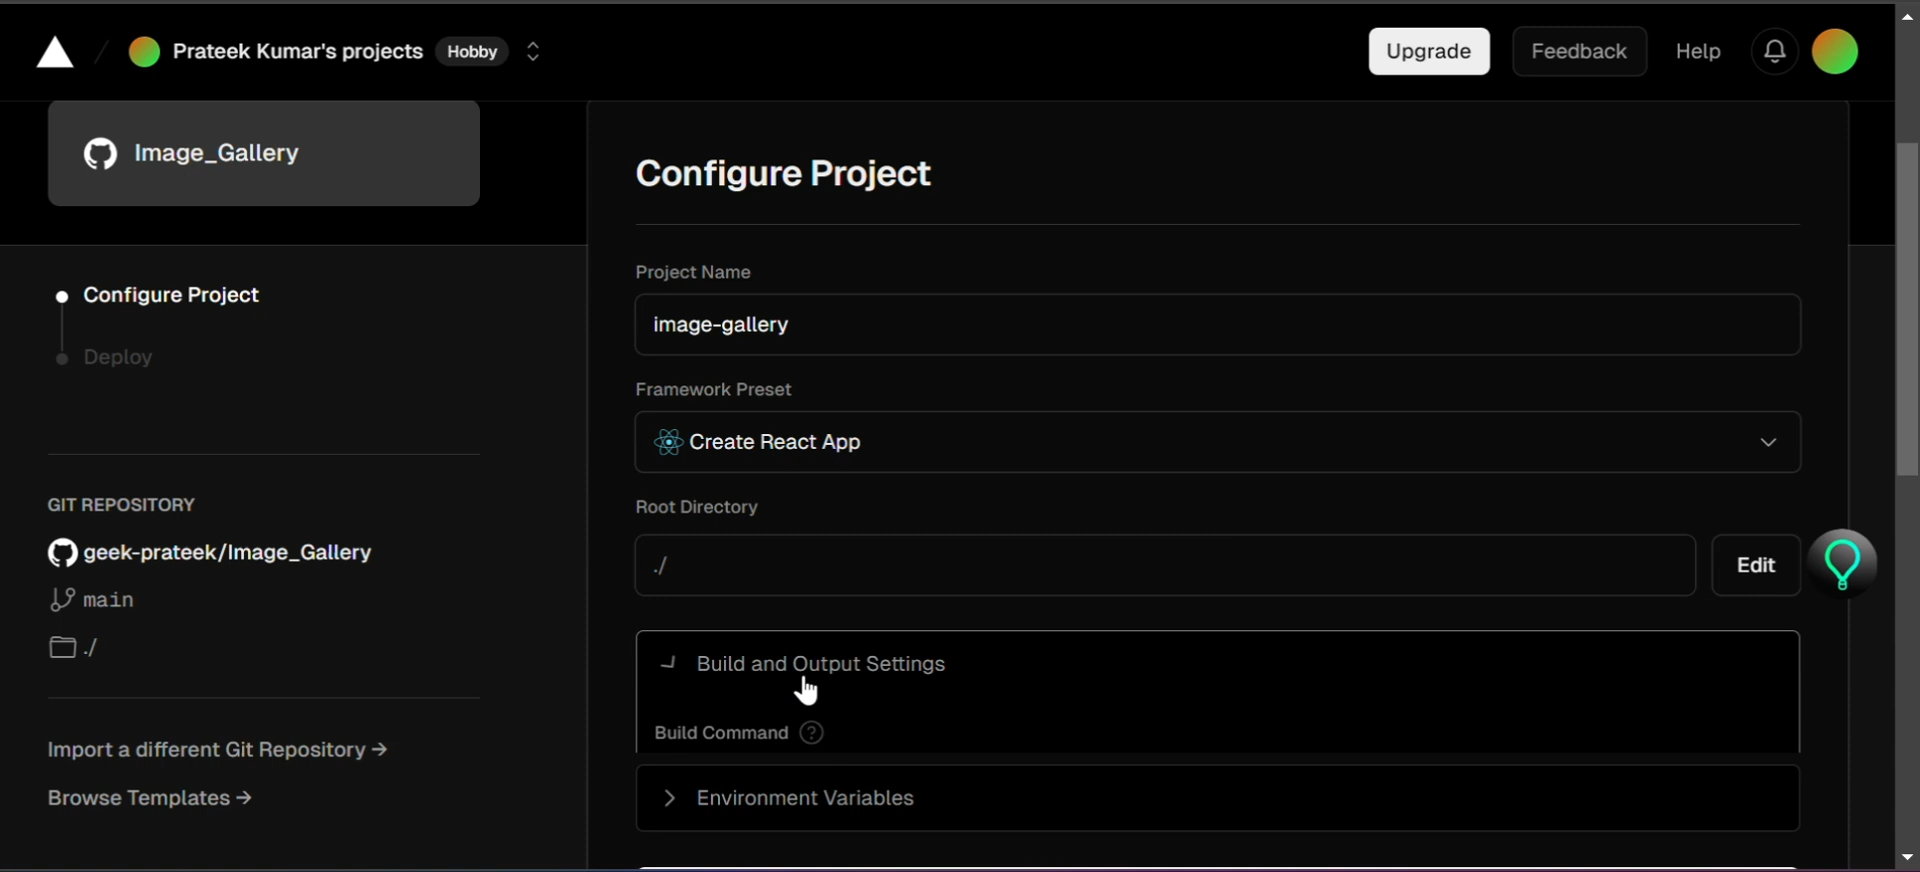 Prateek Kumar's projects Hobby
Upgrade Feedback Help
Image_Gallery
Configure Project
Deploy
GIT REPOSITORY
geek-prateek/Image_Gallery
main
./
Import a different Git Repository →
Browse Templates →
Configure Project
Project Name
image-gallery
Framework Preset
Create React App
Root Directory
./ Edit
Build and Output Settings
Build Command ?
Environment Variables